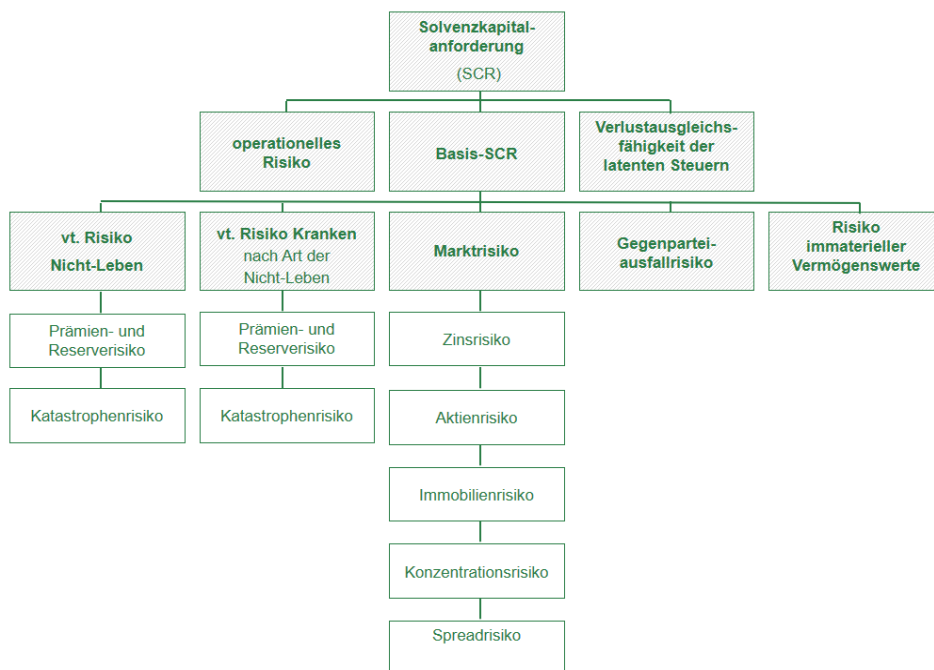 Solvenzkapital-
anforderung
(SCR)
operationelles
Risiko
Basis-SCR
Verlustausgleichs-
fähigkeit der
latenten Steuern
vt. Risiko
Nicht-Leben
vt. Risiko Kranken
nach Art der
Nicht-Leben
Marktrisiko
Gegenpartei-
ausfallrisiko
Risiko
immaterieller
Vermögenswerte
Prämien- und
Reserverisiko
Prämien- und
Reserverisiko
Zinsrisiko
Katastrophenrisiko
Katastrophenrisiko
Aktienrisiko
Immobilienrisiko
Konzentrationsrisiko
Spreadrisiko